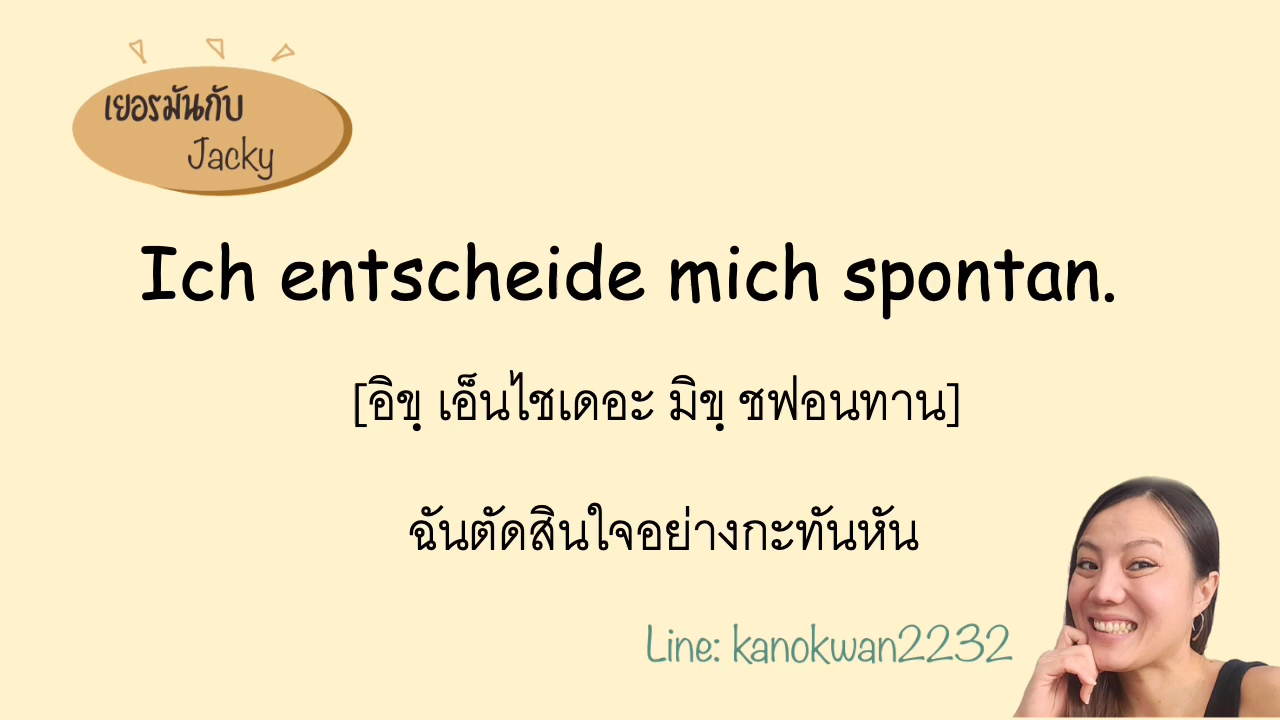 เยอรมันกับ
Jacky
Ich entscheide mich spontan.
[อิขฺ เอ็นไชเดอะ มิขฺ ชฟอนทาน]
ฉันตัดสินใจอย่างกะทันหัน
Line: kanokwan2232